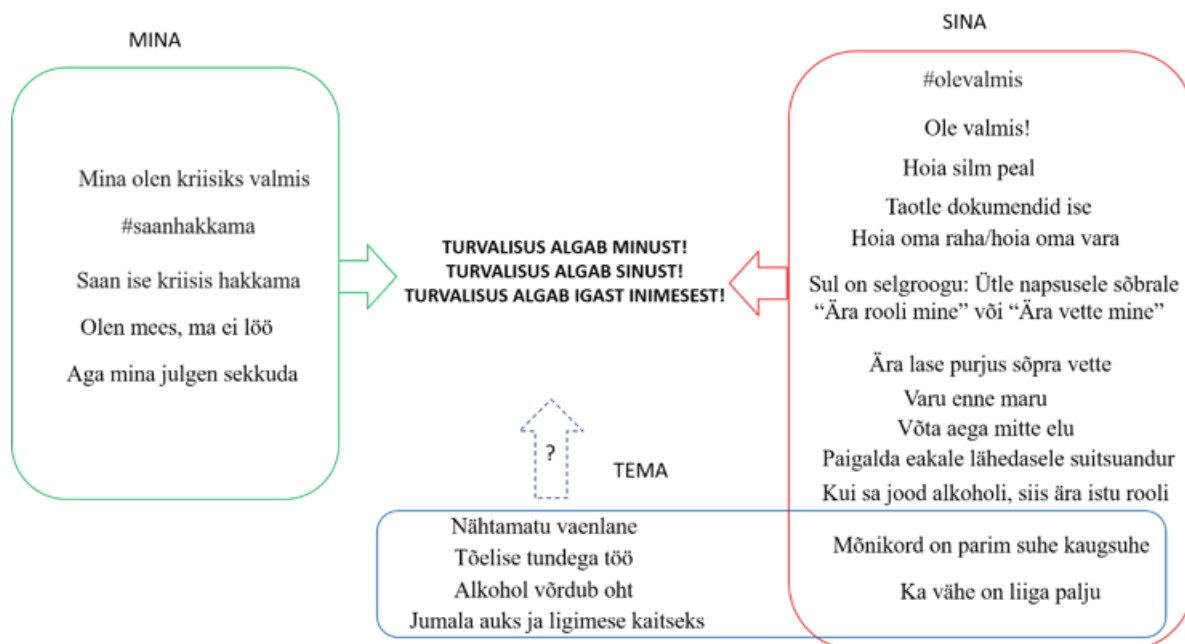 MINA
Mina olen kriisiks valmis
#saanhakkama
Saan ise kriisis hakkama
Olen mees, ma ei löö
Aga mina julgen sekkuda
TURVALISUS ALGAB MINUST!
TURVALISUS ALGAB SINUST!
TURVALISUS ALGAB IGAST INIMESEST!
SINA
#olevalmis
Ole valmis!
Hoia silm peal
Taotle dokumendid ise
Hoia oma raha/hoia oma vara
Sul on selgroogu: Ütle napsusele sõbrale
“Ära rooli mine” või “Ära vette mine”
Ära lase purjus sõpra vette
Varu enne maru
Võta aega mitte elu
Paigalda eakale lähedasele suitsuandur
Kui sa jood alkoholi, siis ära istu rooli
Mõnikord on parim suhe kaugsuhe
Ka vähe on liiga palju
?
TEMA
Nähtamatu vaenlane
Tõelise tundega töö
Alkohol võrdub oht
Jumala auks ja ligimese kaitseks